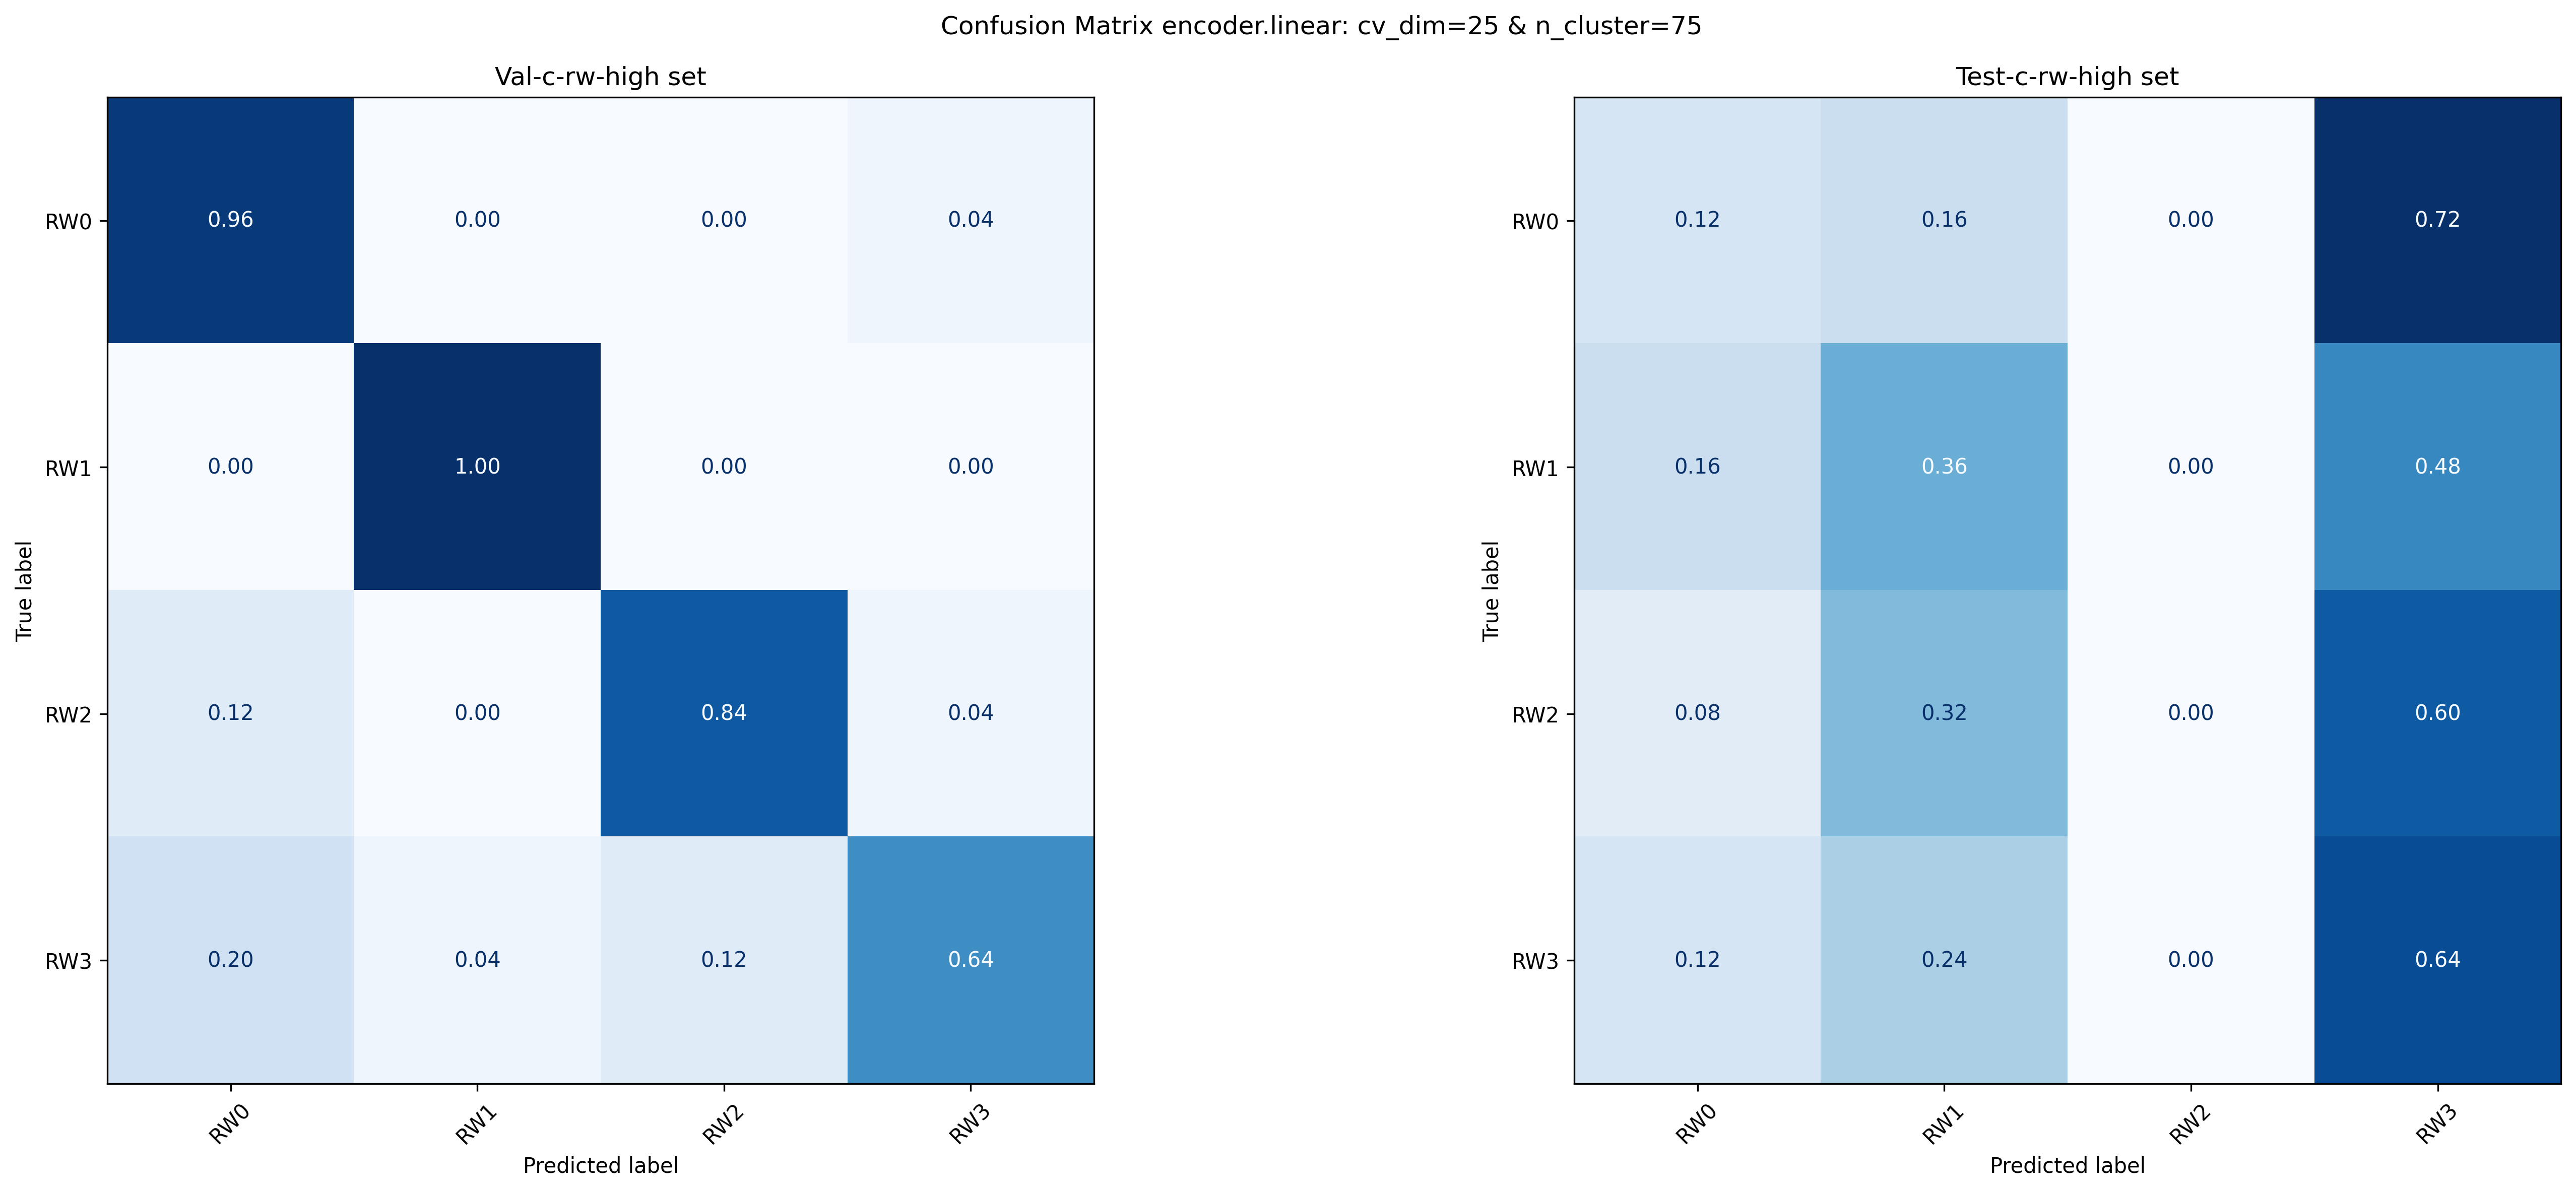 Confusion Matrix encoder.linear: cv_dim=25 & n_cluster=75
Val-c-rw-high set
True label
RW0 0.96 0.00 0.00 0.04
RW1 0.00 1.00 0.00 0.00
RW2 0.12 0.00 0.84 0.04
RW3 0.20 0.04 0.12 0.64
RW0 RW1 RW2 RW3
Predicted label
Test-c-rw-high set
True label
RW0 0.12 0.16 0.00 0.72
RW1 0.16 0.36 0.00 0.48
RW2 0.08 0.32 0.00 0.60
RW3 0.12 0.24 0.00 0.64
RW0 RW1 RW2 RW3
Predicted label